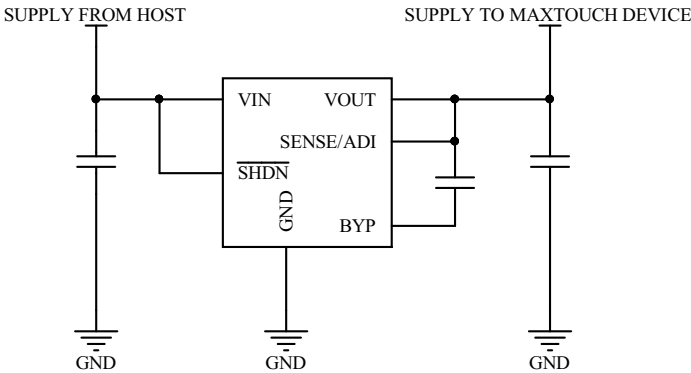 SUPPLY FROM HOST
SUPPLY TO MAXTOUCH DEVICE
VIN
VOUT
SENSE/ADI
SHDN
GND
BYP
GND
GND
GND